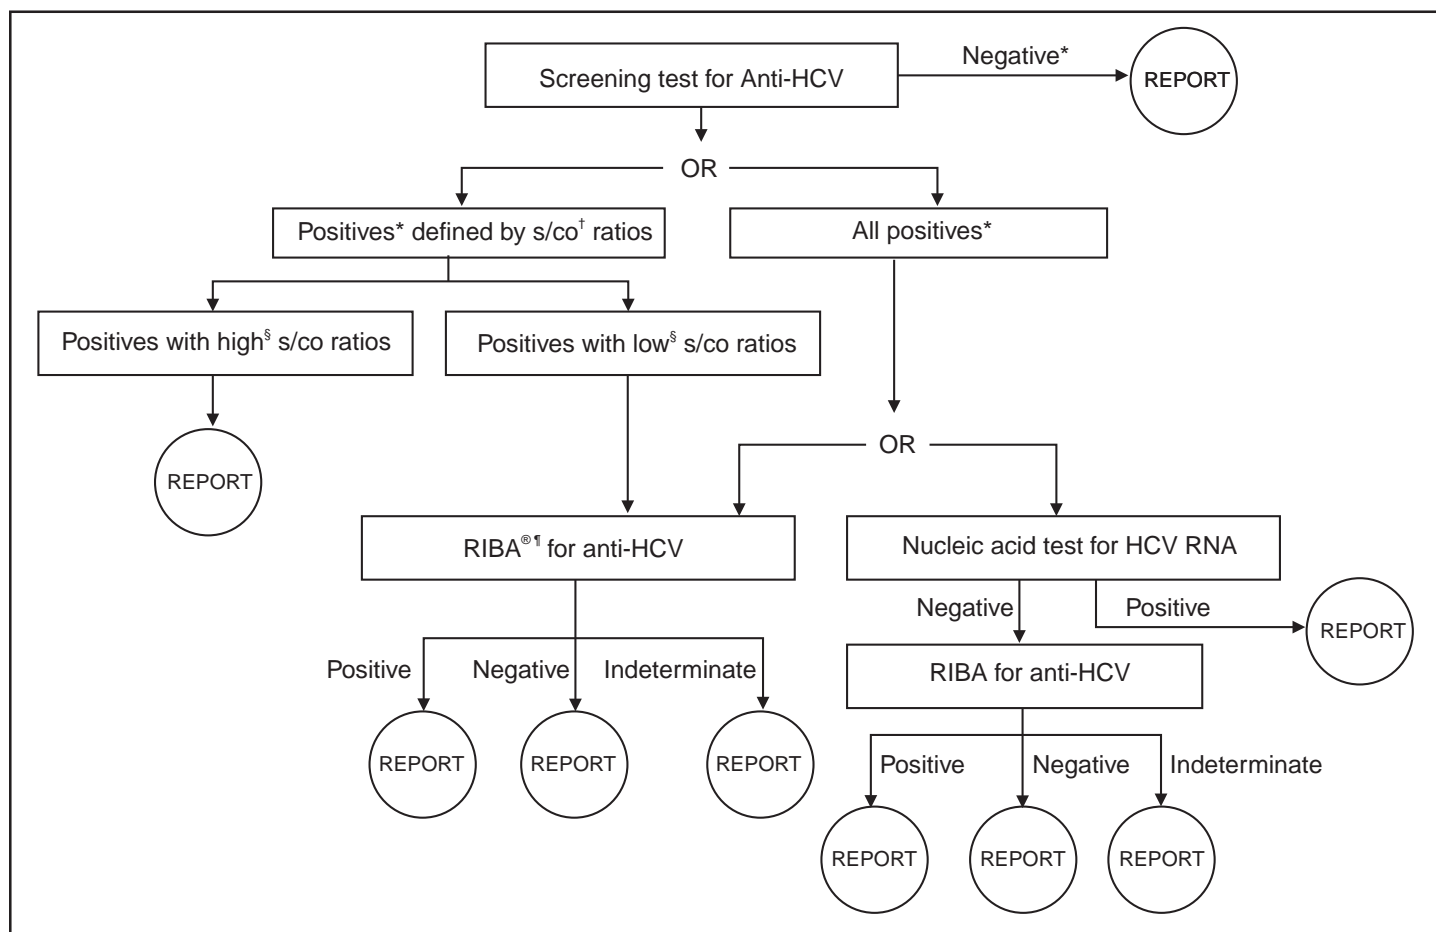 Negative*
Screening test for Anti-HCV
REPORT
OR
Positives* defined by s/co† ratios
All positives*
Positives with high§ s/co ratios
Positives with low§ s/co ratios
REPORT
OR
RIBA®¶ for anti-HCV
Nucleic acid test for HCV RNA
Negative
Positive
REPORT
Positive
Negative
Indeterminate
RIBA for anti-HCV
REPORT
REPORT
REPORT
Positive
Negative
Indeterminate
REPORT
REPORT
REPORT